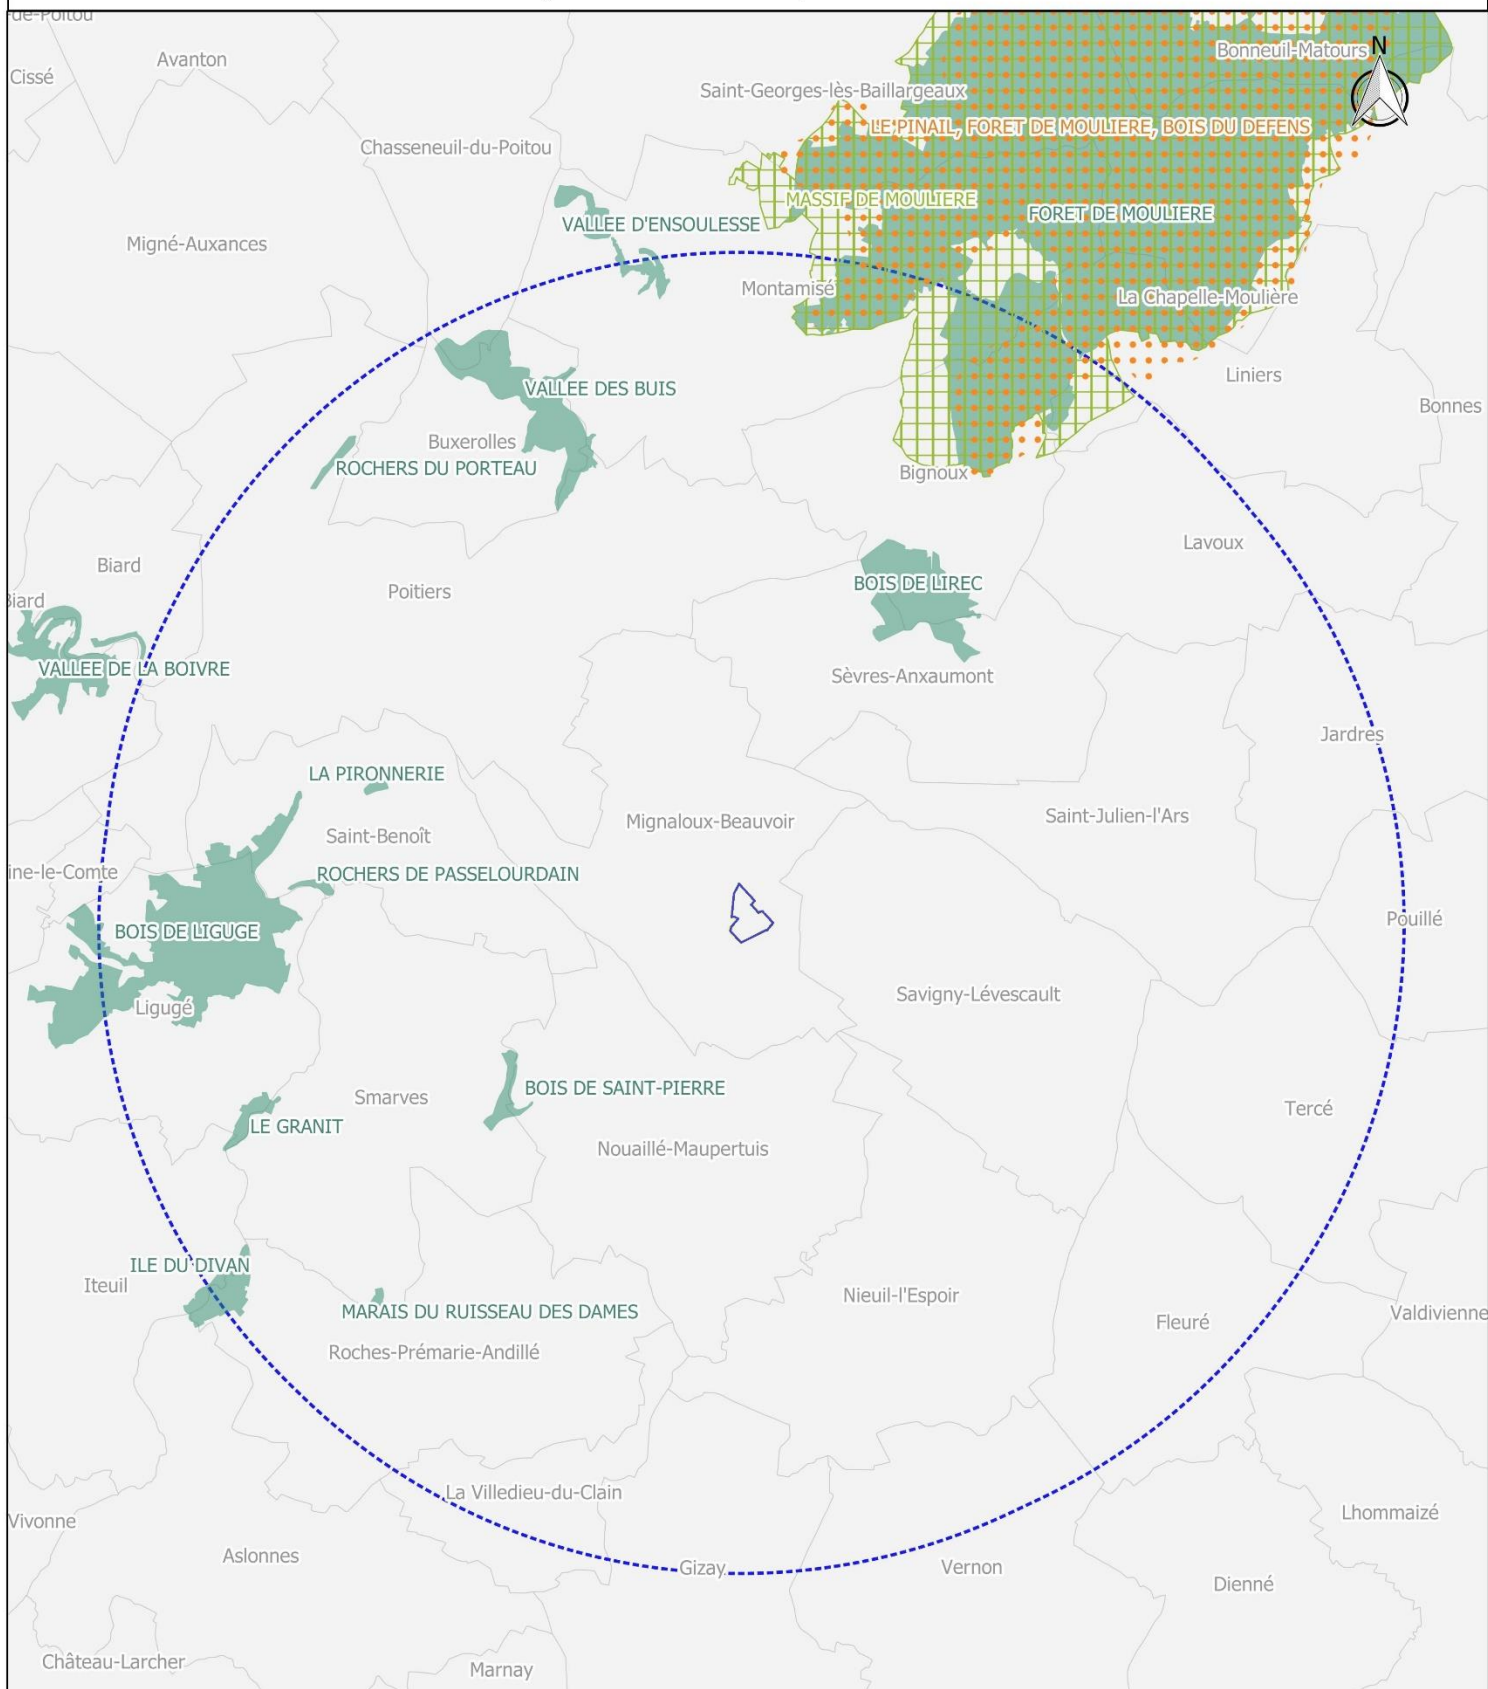 -de-Poitou
Avanton
Cissé
Bonneuil-Matours
N
Saint-Georges-lès-Baillargeaux
LE PINAIL, FORET DE MOULIERE, BOIS DU DEFENS
Chasseneuil-du-Poitou
MASSIF DE MOULIERE
FORET DE MOULIERE
VALLEE D'ENSOULESSE
Migné-Auxances
Montamisé
La Chapelle-Moulière
Liniers
VALLEE DES BUIS
Bonnes
Buxerolles
ROCHERS DU PORTEAU
Bignoux
Lavoux
Biard
BOIS DE LIREC
Poitiers
Biard
VALLEE DE LA BOIVRE
Sèvres-Anxaumont
Jardres
LA PIRONNERIE
Saint-Julien-l'Ars
Mignaloux-Beauvoir
Saint-Benoît
ine-le-Comte
ROCHERS DE PASSELOURDAIN
Pouillé
BOIS DE LIGUGE
Savigny-Lévescault
Ligugé
BOIS DE SAINT-PIERRE
Smarves
Tercé
LE GRANIT
Nouaillé-Maupertuis
ILE DU DIVAN
Iteuil
Nieuil-l'Espoir
MARAIS DU RUISSEAU DES DAMES
Valdivienne
Fleuré
Roches-Prémarie-Andillé
La Villedieu-du-Clain
Lhommaizé
Vivonne
Aslonnes
Gizay
Vernon
Dienné
Château-Larcher
Marnay